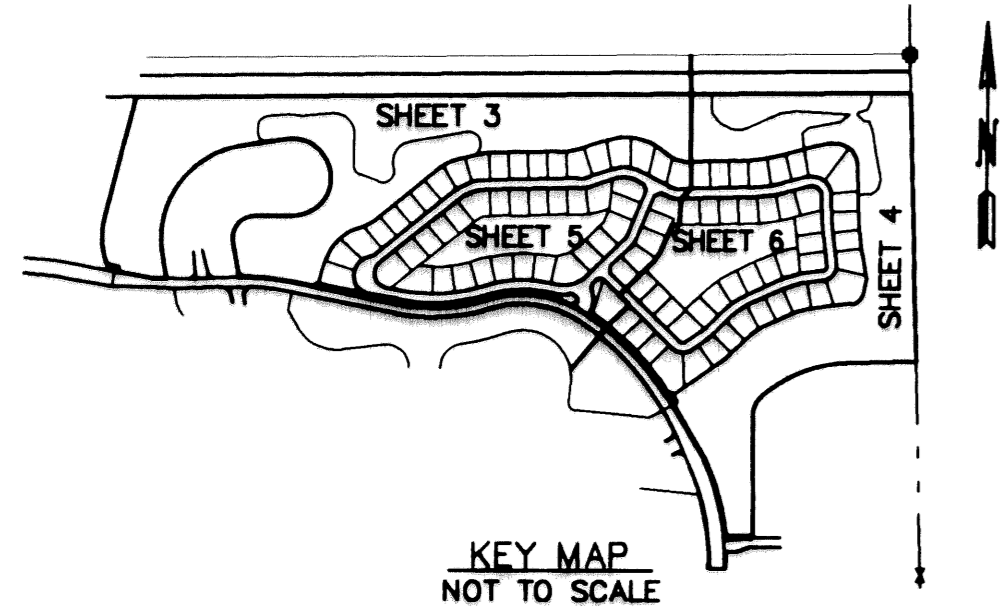 SHEET 3
N
SHEET 4
SHEET 5
SHEET 6
KEY MAP
NOT TO SCALE